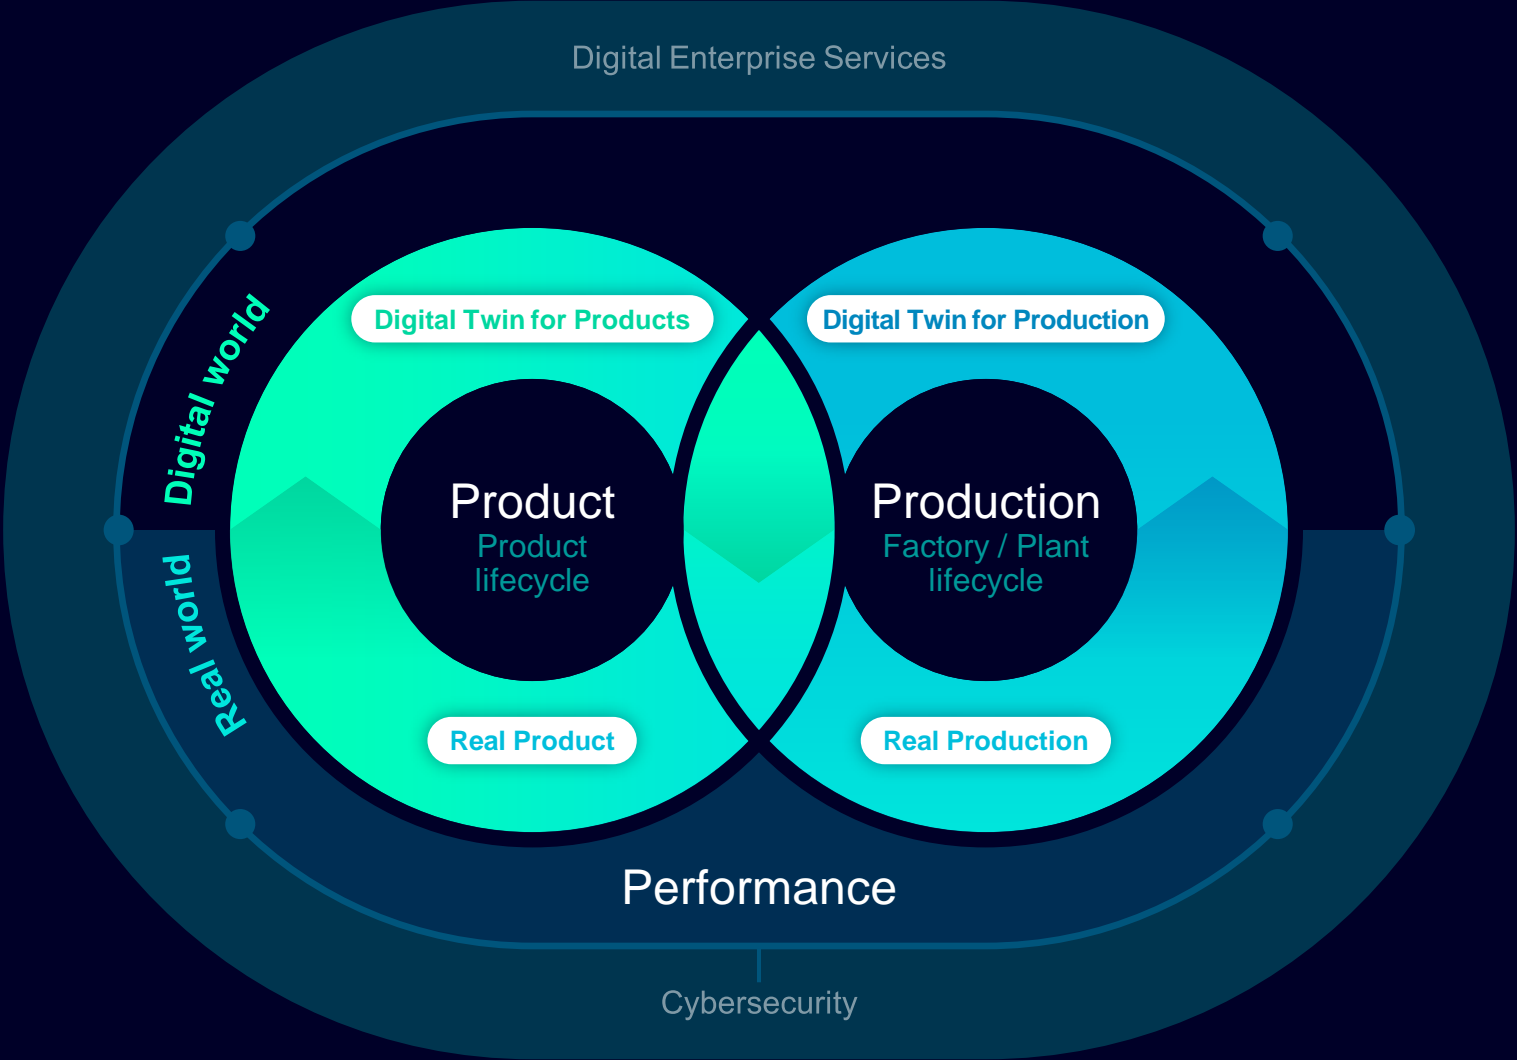 Digital Enterprise Services
Digital world
Digital Twin for Products
Digital Twin for Production
Product
Product
lifecycle
Production
Factory / Plant
lifecycle
Real world
Real Product
Real Production
Performance
Cybersecurity